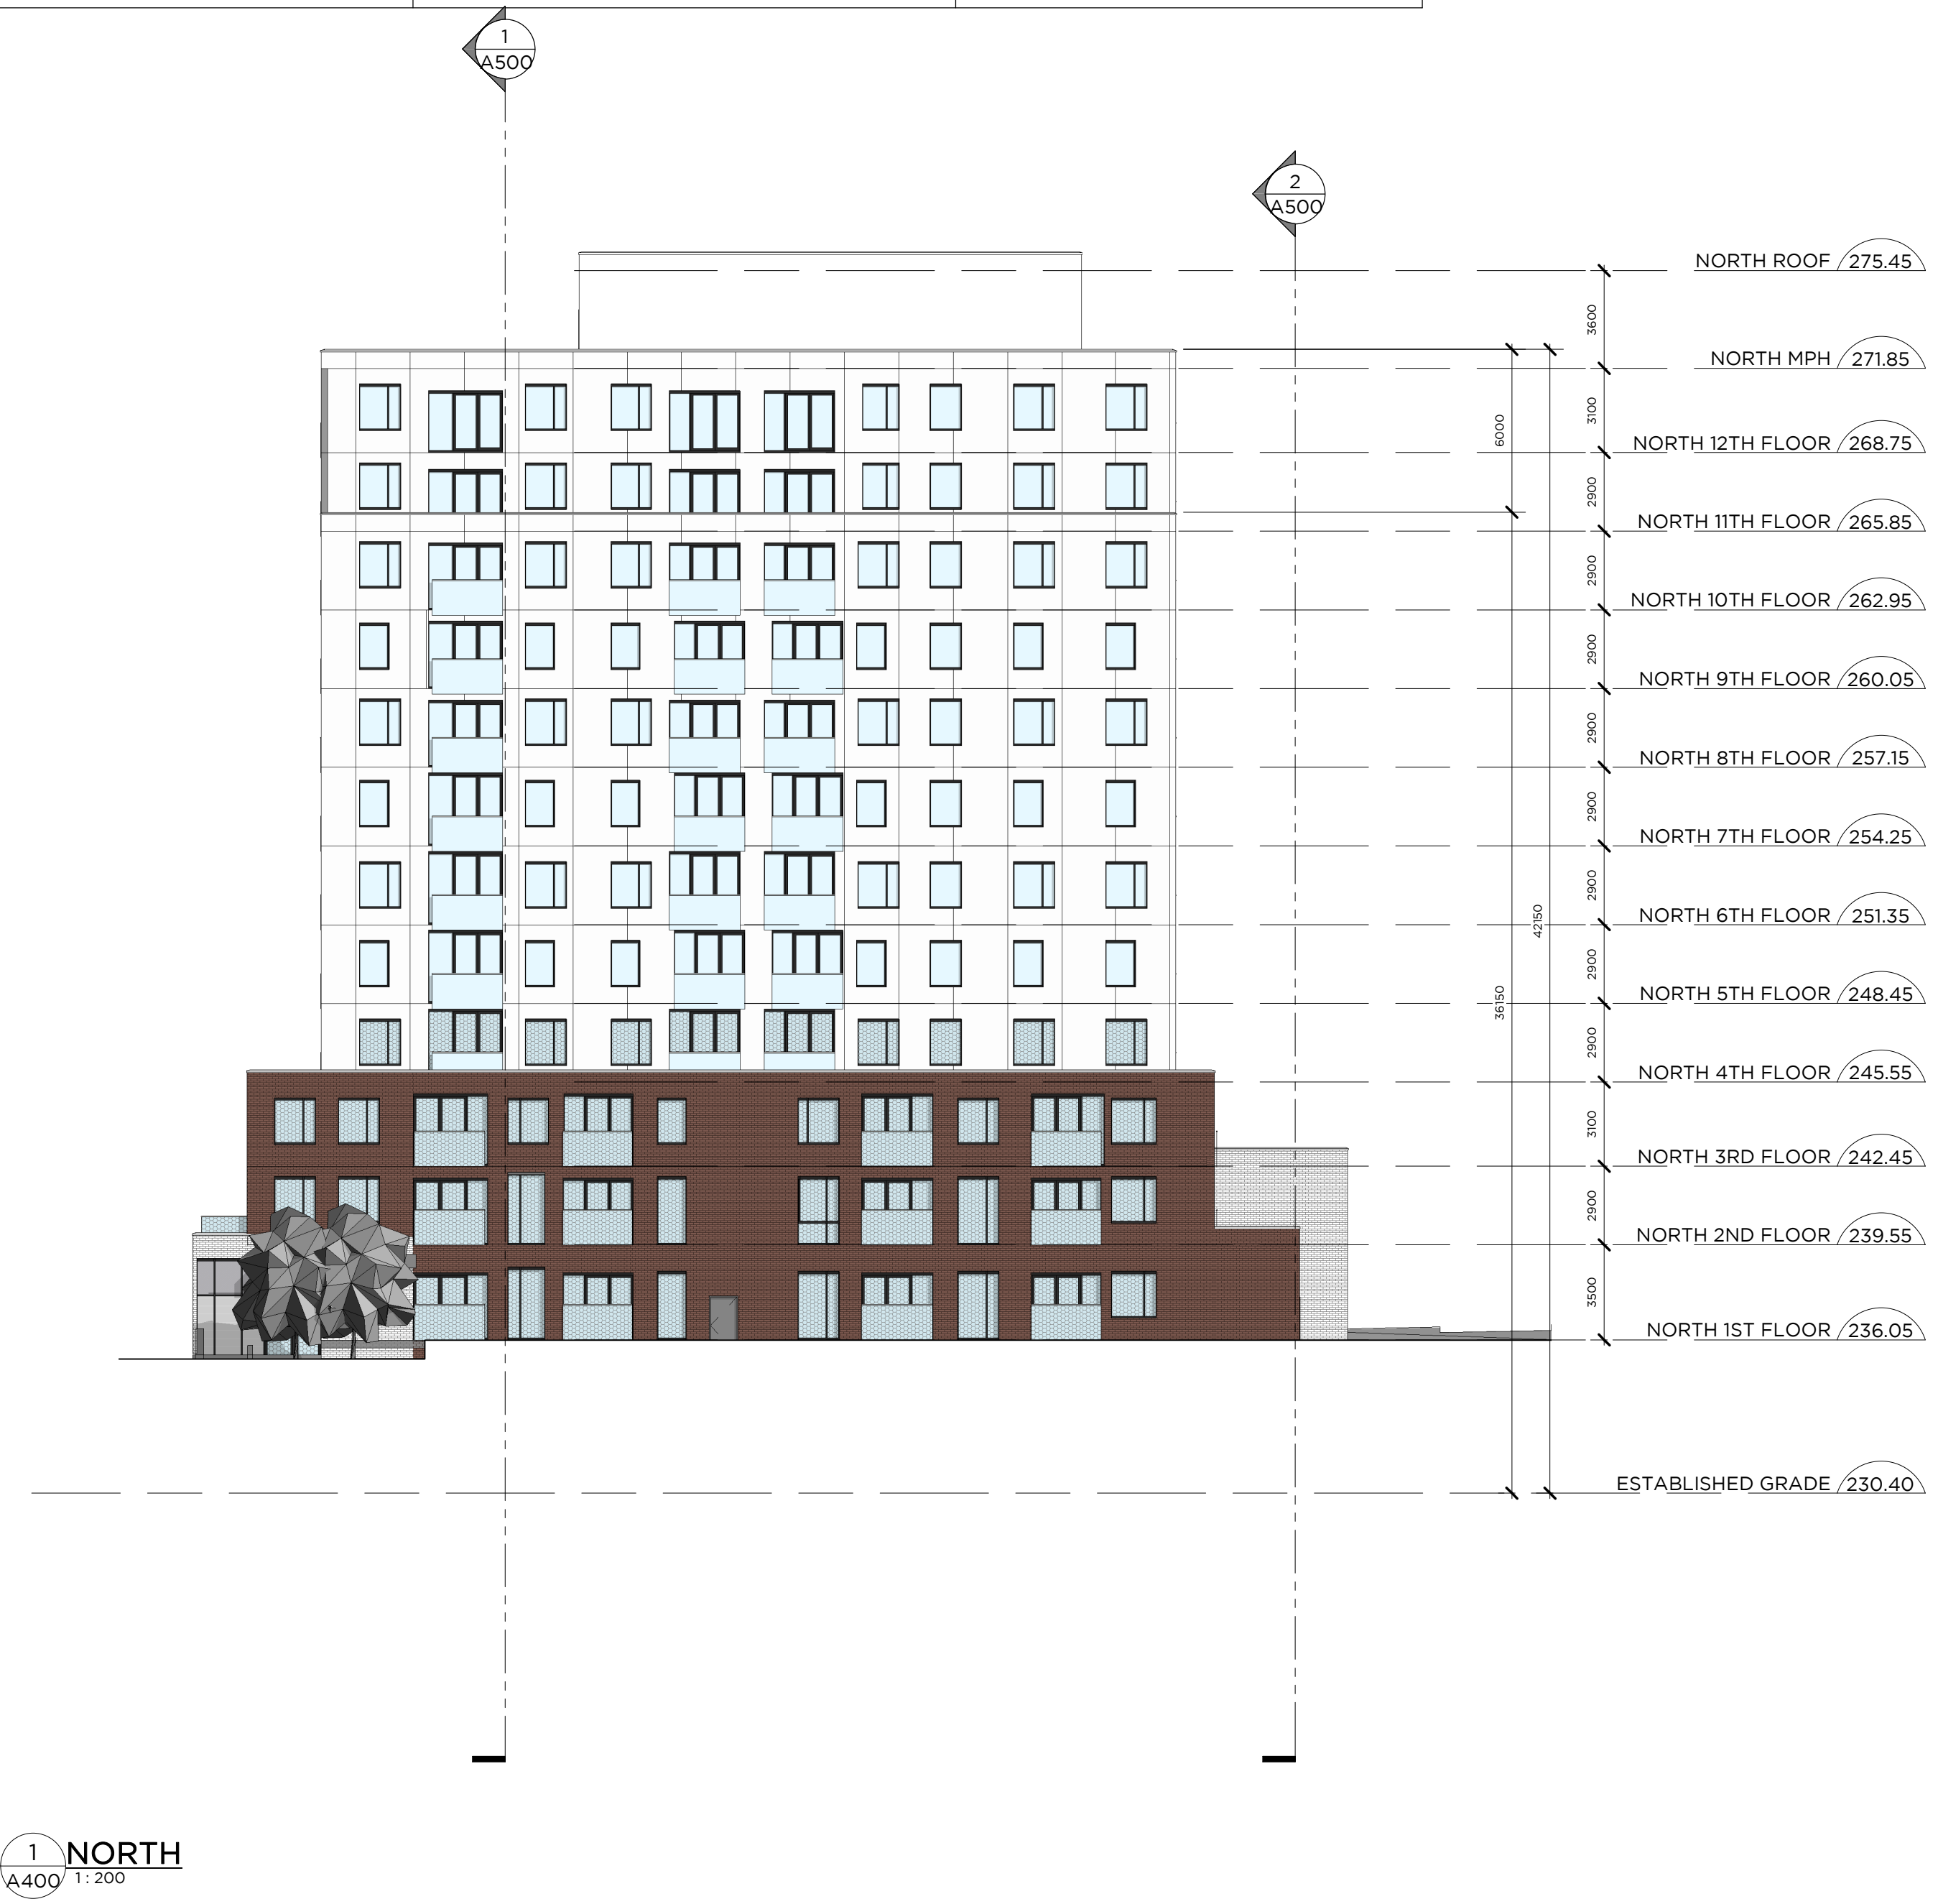 1
A500
2
A500
NORTH ROOF 275.45
3600
NORTH MPH 271.85
3100
6000
NORTH 12TH FLOOR 268.75
2900
NORTH 11TH FLOOR 265.85
2900
NORTH 10TH FLOOR 262.95
2900
NORTH 9TH FLOOR 260.05
2900
NORTH 8TH FLOOR 257.15
2900
NORTH 7TH FLOOR 254.25
2900
42150
NORTH 6TH FLOOR 251.35
2900
36150
NORTH 5TH FLOOR 248.45
2900
NORTH 4TH FLOOR 245.55
3100
NORTH 3RD FLOOR 242.45
2900
NORTH 2ND FLOOR 239.55
3500
NORTH 1ST FLOOR 236.05
ESTABLISHED GRADE 230.40
1
A400
NORTH
1 : 200